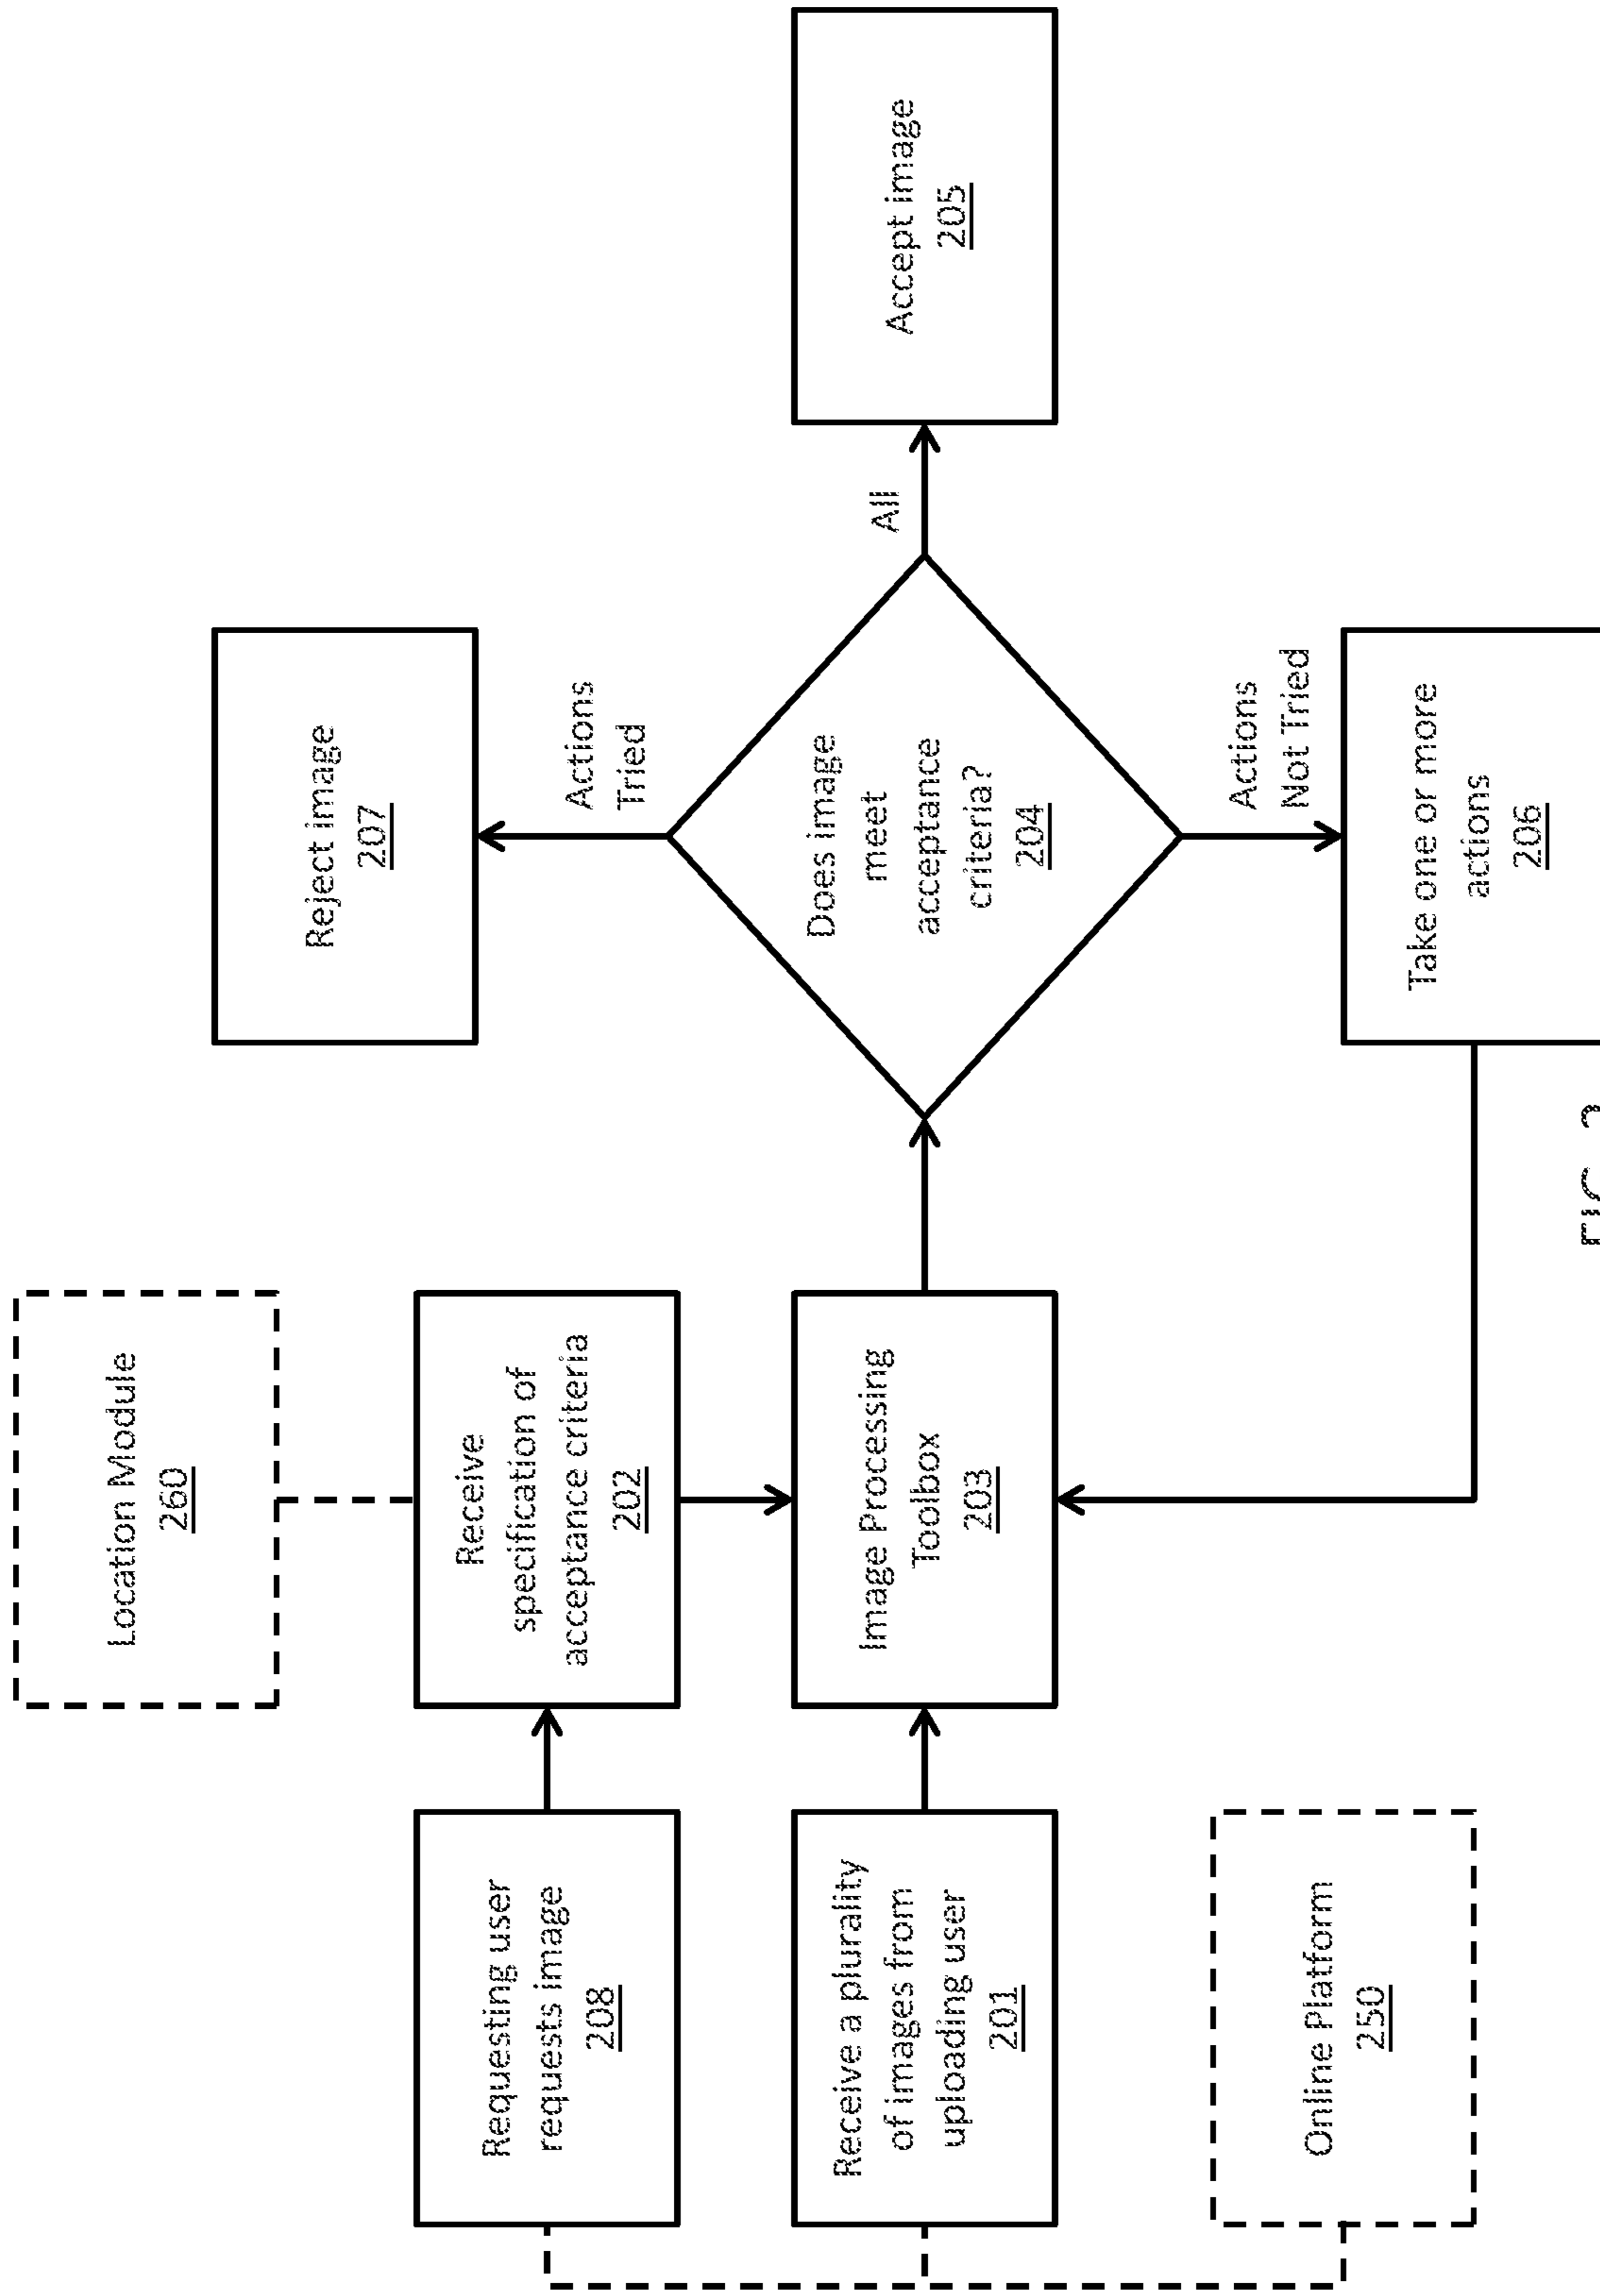 Location Module
260
Requesting user
requests image
208
Receive
specification of
acceptance criteria
202
Reject image
207
Actions
Tried
Receive a plurality
of images from
uploading user
201
Image Processing
Toolbox
203
Does image
meet
acceptance
criteria?
204
All
Accept image
205
Actions
Not Tried
Online Platform
250
Take one or more
actions
206
FIG.